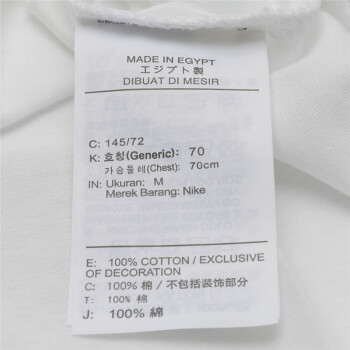 MADE IN EGYPT
エジプト製
DIBUAT DI MESIR
C: 145/72
K: 호칭(Generic): 70
가슴둘레(Chest): 70cm
IN: Ukuran: M
Merek Barang: Nike
E: 100% COTTON / EXCLUSIVE
OF DECORATION
C: 100% 棉 / 不包括装饰部分
T: 100% 棉
J: 100% 綿